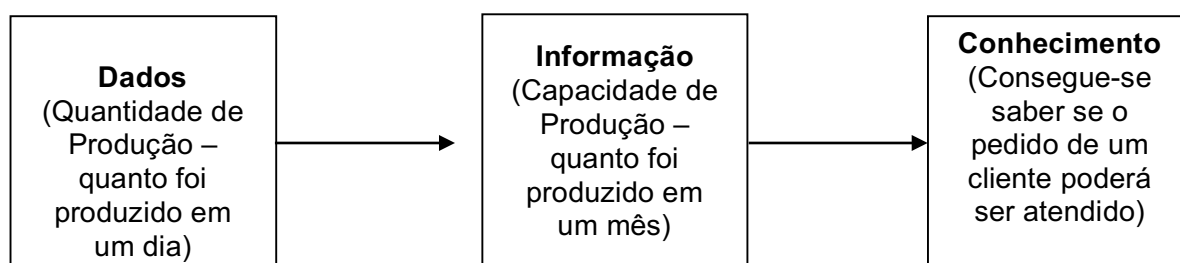 Dados
(Quantidade de
Produção –
quanto foi
produzido em
um dia)
Informação
(Capacidade de
Produção –
quanto foi
produzido em
um mês)
Conhecimento
(Consegue-se
saber se o
pedido de um
cliente poderá
ser atendido)